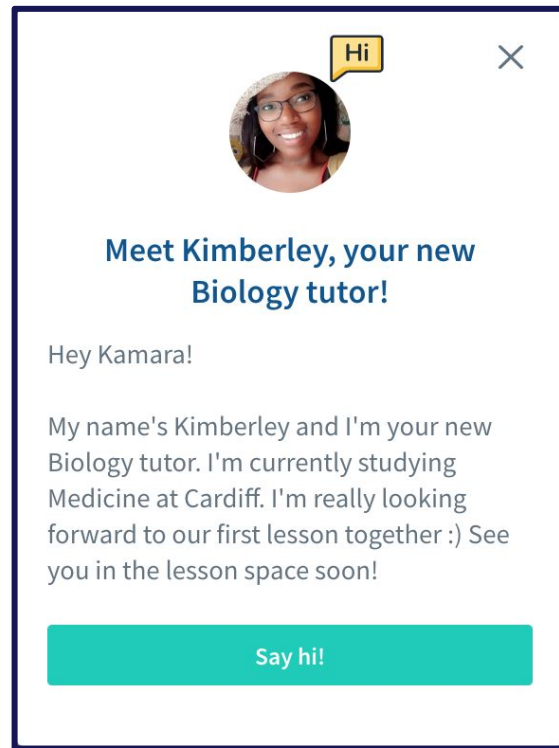 Hi
Meet Kimberley, your new
Biology tutor!
Hey Kamara!
My name's Kimberley and I'm your new
Biology tutor. I'm currently studying
Medicine at Cardiff. I'm really looking
forward to our first lesson together :) See
you in the lesson space soon!
Say hi!